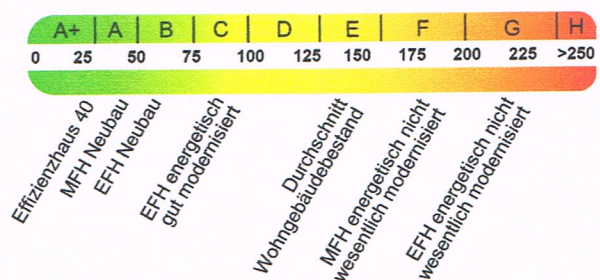 A+ A B C D E F G H
0 25 50 75 100 125 150 175 200 225 >250
Effizienzhaus 40
MFH Neubau
EFH Neubau
EFH energetisch
gut modernisiert
Durchschnitt
Wohngebäudebestand
MFH energetisch nicht
wesentlich modernisiert
EFH energetisch nicht
wesentlich modernisiert